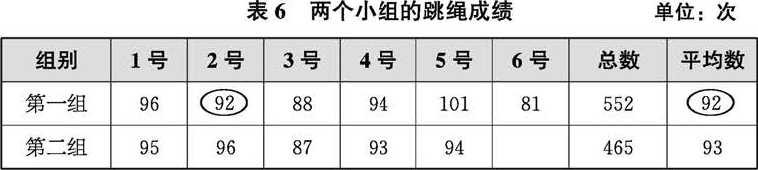 表6 两个小组的跳绳成绩 单位：次
组别 1号 2号 3号 4号 5号 6号 总数 平均数
第一组 96 92 88 94 101 81 552 92
第二组 95 96 87 93 94 465 93